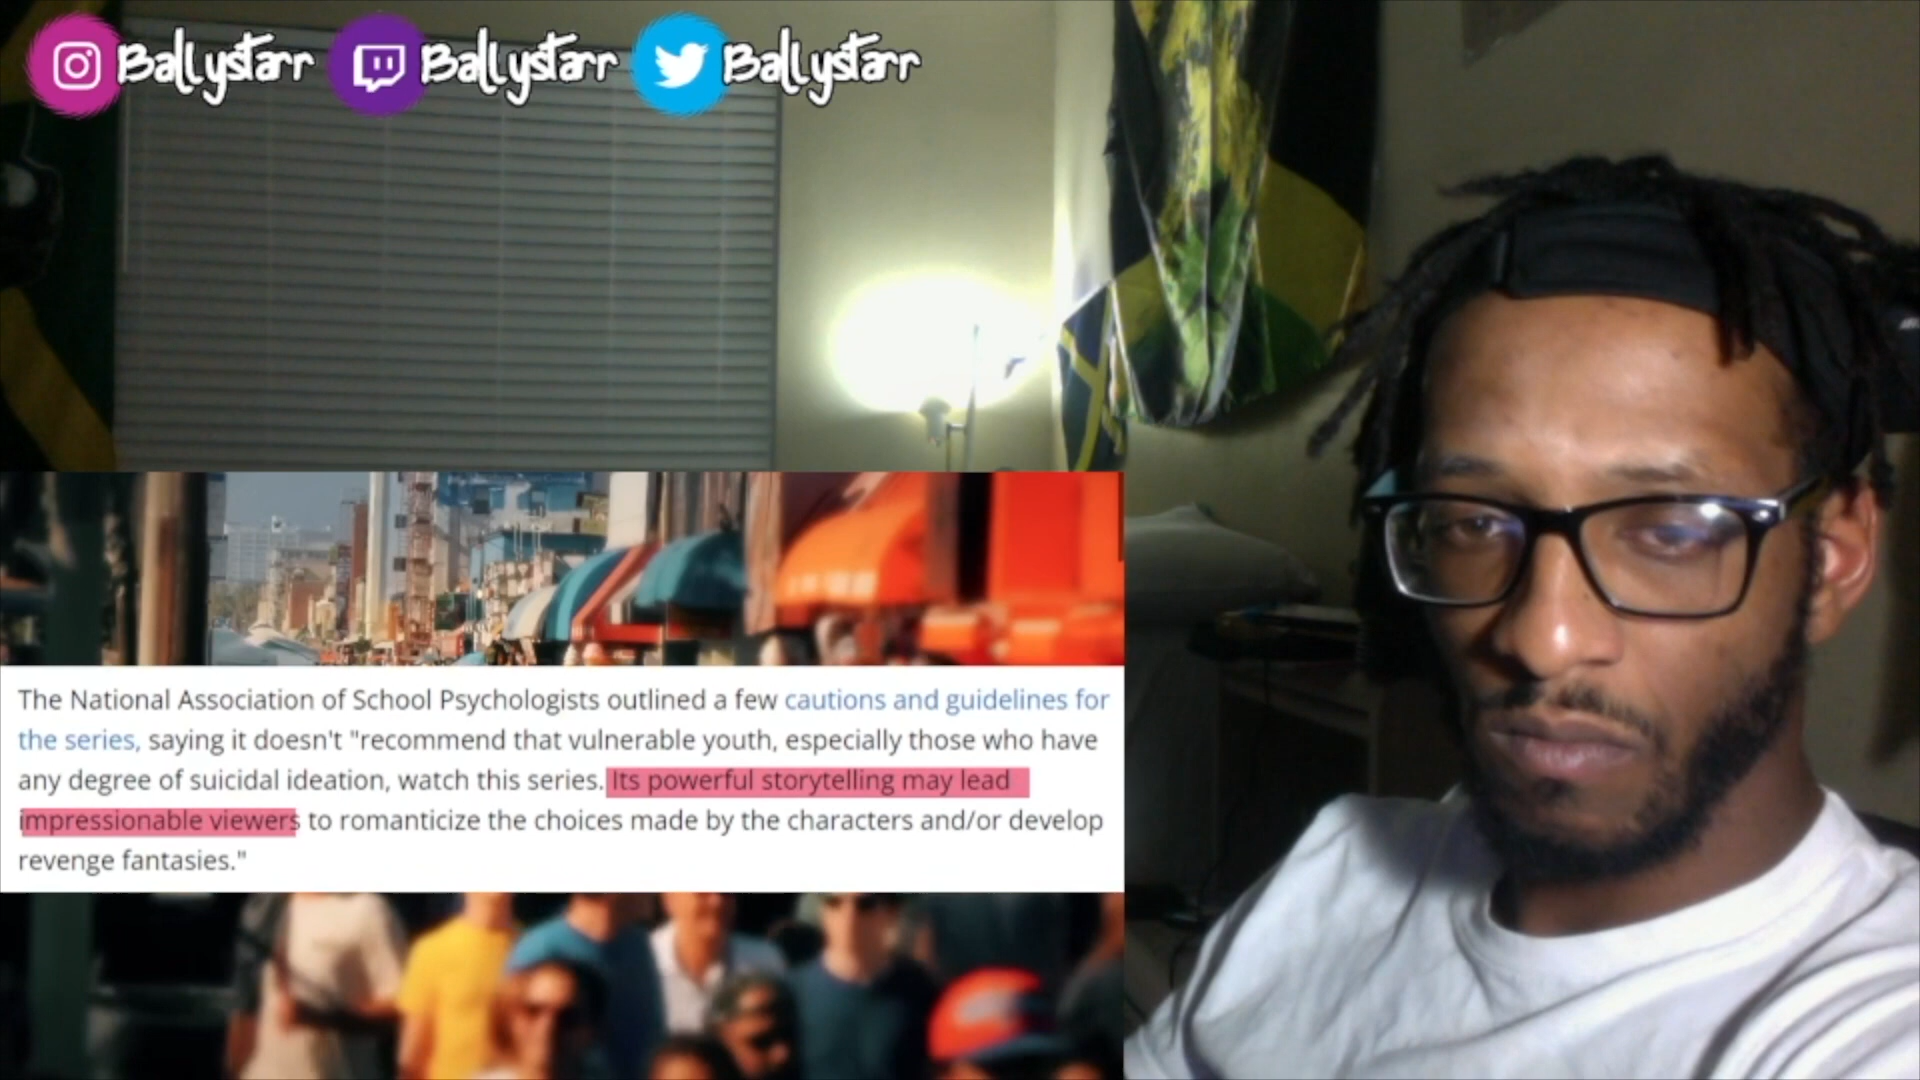 Ballystarr Ballystarr Ballystarr
The National Association of School Psychologists outlined a few cautions and guidelines for
the series, saying it doesn't "recommend that vulnerable youth, especially those who have
any degree of suicidal ideation, watch this series. Its powerful storytelling may lead
impressionable viewers to romanticize the choices made by the characters and/or develop
revenge fantasies."